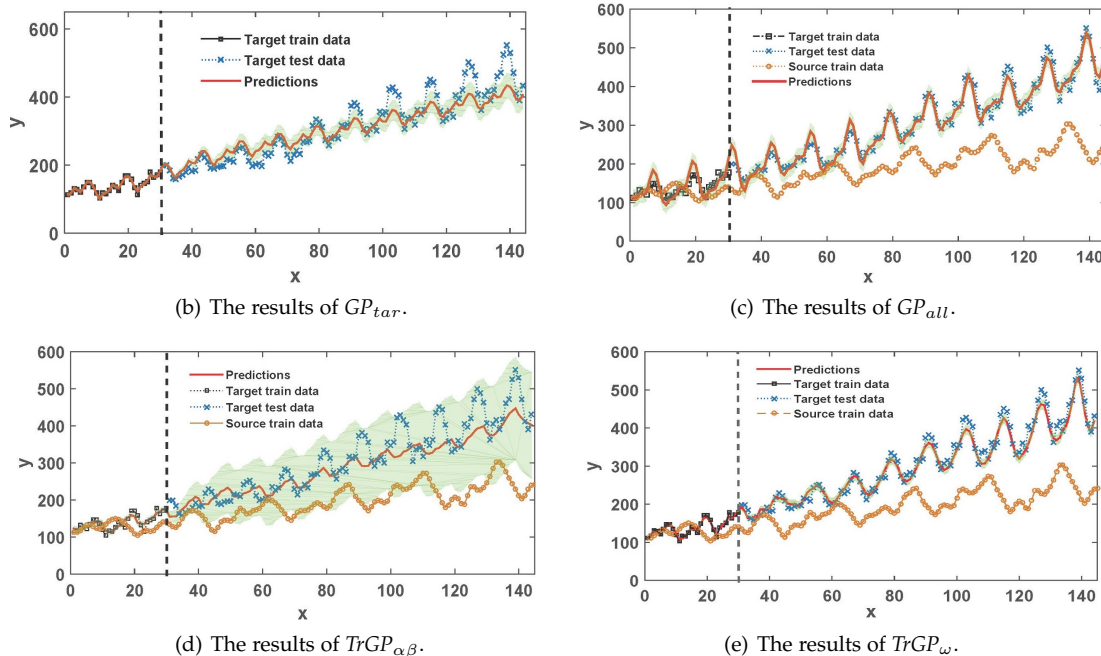 600
400
200
0
y
Target train data
Target test data
Predictions
0 20 40 60 80 100 120 140
x
(b) The results of GPtar.
600
500
400
300
200
100
0
y
Target train data
Target test data
Source train data
Predictions
0 20 40 60 80 100 120 140
x
(c) The results of GPall.
600
500
400
300
200
100
0
y
Predictions
Target train data
Target test data
Source train data
0 20 40 60 80 100 120 140
x
(d) The results of TrGPαβ.
600
500
400
300
200
100
0
y
Predictions
Target train data
Target test data
Source train data
0 20 40 60 80 100 120 140
x
(e) The results of TrGPω.